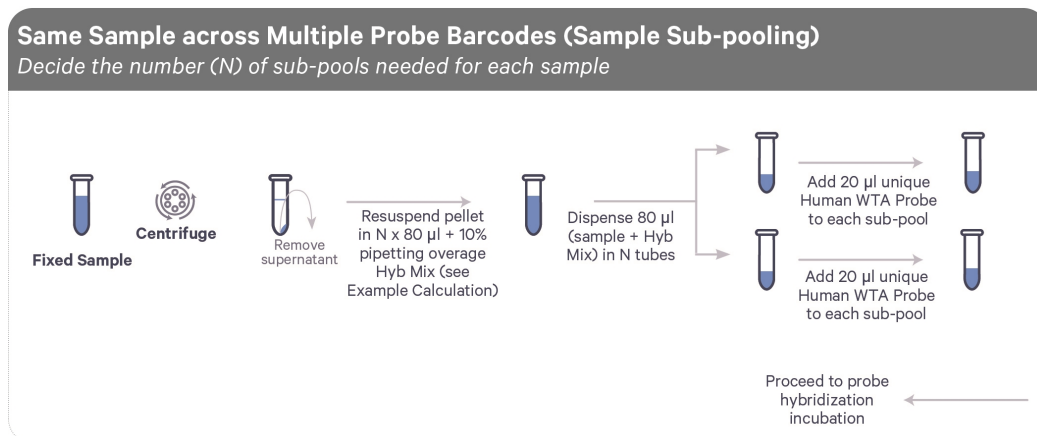 Same Sample across Multiple Probe Barcodes (Sample Sub-pooling)
Decide the number (N) of sub-pools needed for each sample
Fixed Sample
Centrifuge
Remove
supernatant
Resuspend pellet
in N x 80 µl + 10%
pipetting overage
Hyb Mix (see
Example Calculation)
Dispense 80 µl
(sample + Hyb
Mix) in N tubes
Add 20 µl unique
Human WTA Probe
to each sub-pool
Add 20 µl unique
Human WTA Probe
to each sub-pool
Proceed to probe
hybridization
incubation